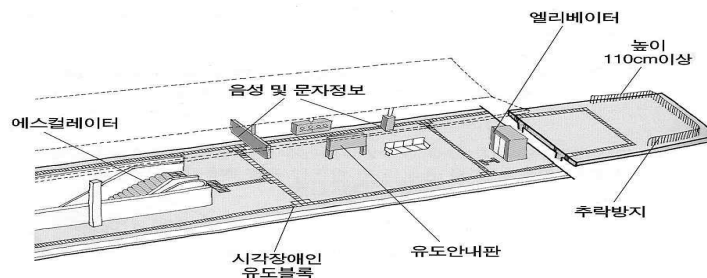 엘리베이터
높이
110cm이상
음성 및 문자정보
에스컬레이터
추락방지
유도안내판
시각장애인
유도블록